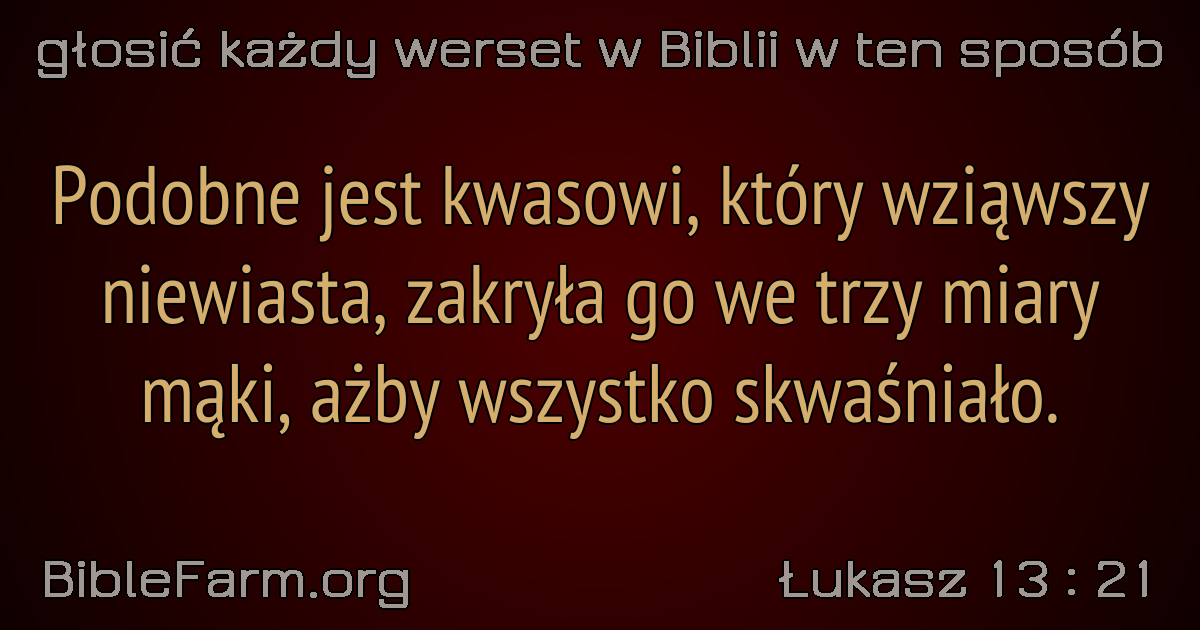 głosić każdy werset w Biblii w ten sposób
Podobne jest kwasowi, który wziąwszy
niewiasta, zakryła go we trzy miary
mąki, ażby wszystko skwaśniało.
BibleFarm.org
Łukasz 13 : 21